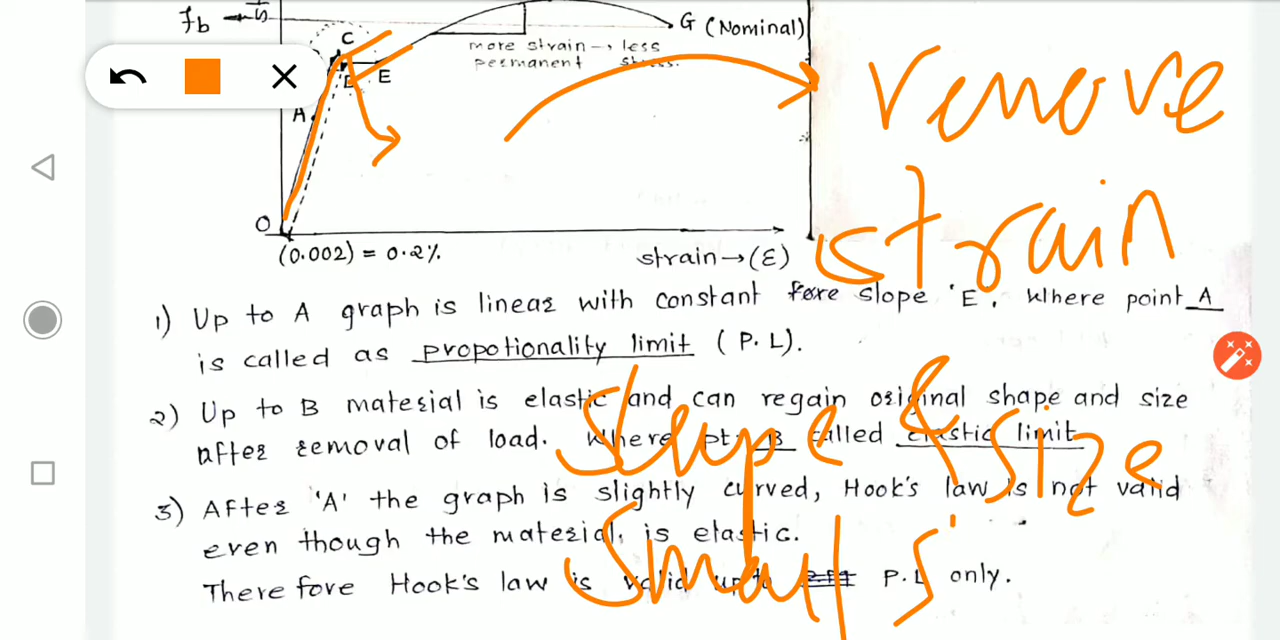 fb
C
G (Nominal)
more strain → less
permanent stress.
E
A
remove
strain
O
(0.002) = 0.2%
strain → (ε)
1) Up to A graph is linear with constant slope 'E'. Where point A
is called as propotionality limit (P. L).
2) Up to B material is elastic and can regain original shape and size
after removal of load. Where pt. B called elastic limit
shape & size
3) After 'A' the graph is slightly curved, Hook's law is not valid
even though the material is elastic.
small s
There fore Hook's law is valid up to P.L only.